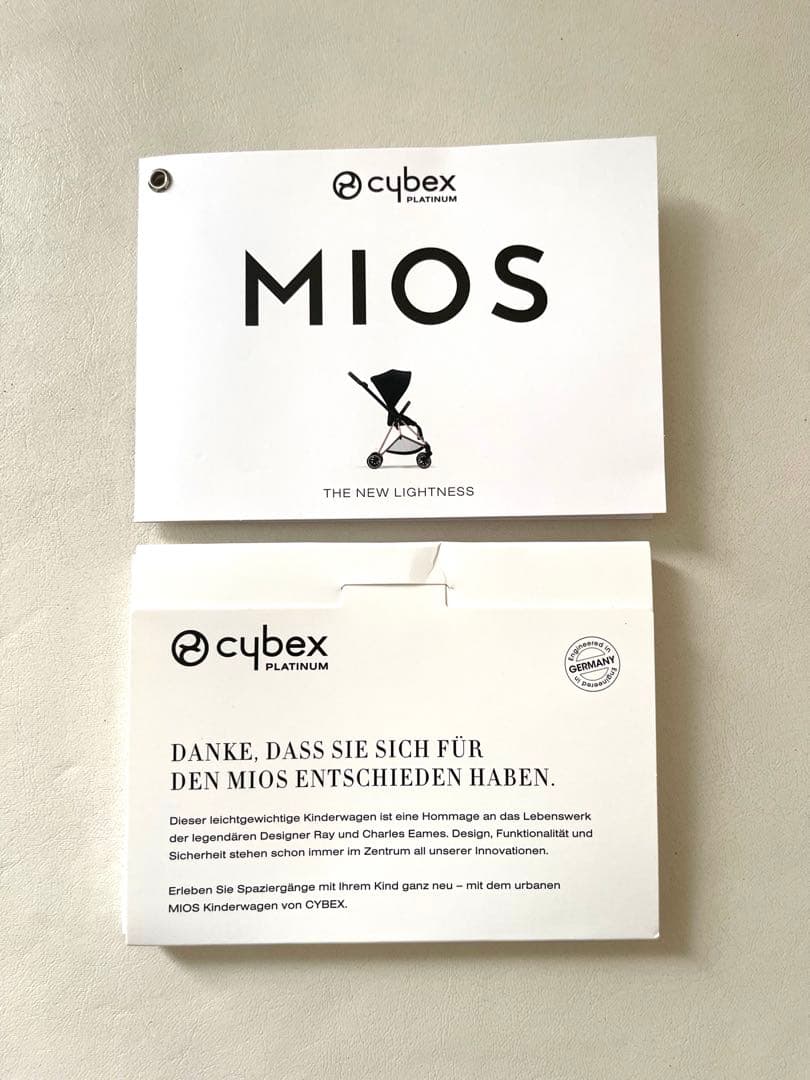 cybex
PLATINUM
MIOS
THE NEW LIGHTNESS
cybex
PLATINUM
Engineered in
GERMANY
Engineered in
DANKE, DASS SIE SICH FÜR
DEN MIOS ENTSCHIEDEN HABEN.
Dieser leichtgewichtige Kinderwagen ist eine Hommage an das Lebenswerk
der legendären Designer Ray und Charles Eames. Design, Funktionalität und
Sicherheit stehen schon immer im Zentrum all unserer Innovationen.
Erleben Sie Spaziergänge mit Ihrem Kind ganz neu – mit dem urbanen
MIOS Kinderwagen von CYBEX.